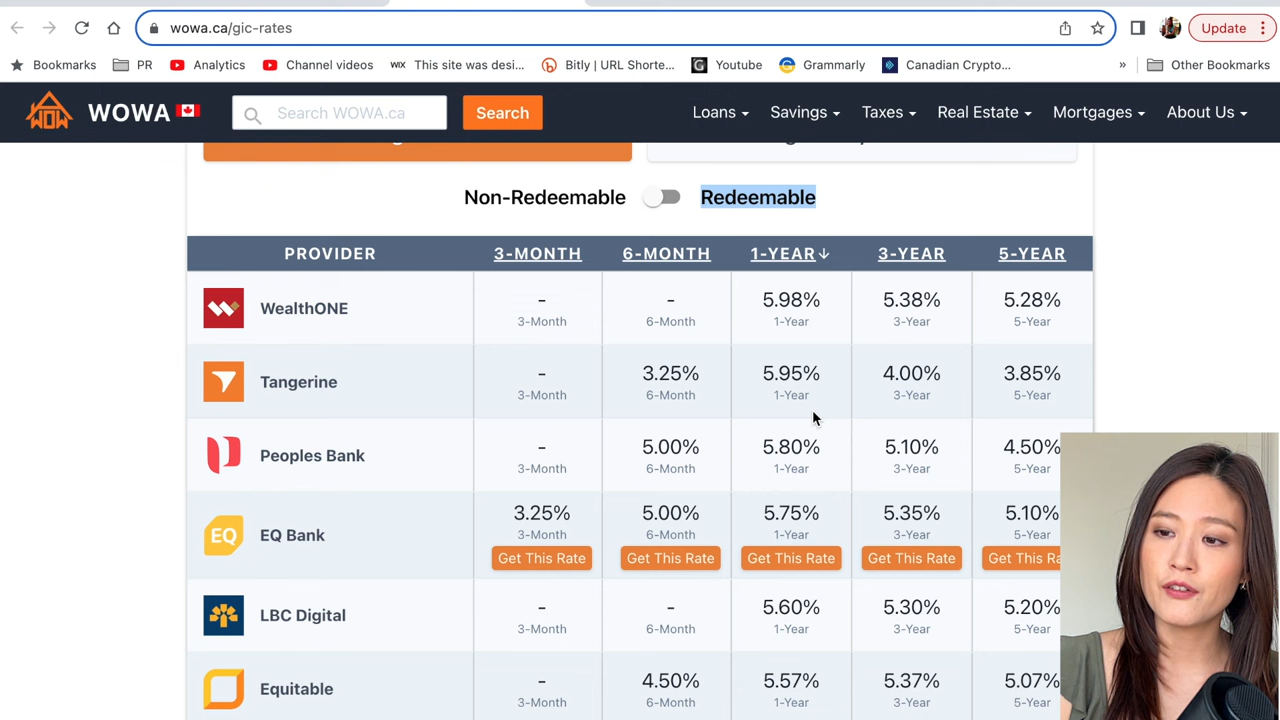 wowa.ca/gic-rates
Update
Bookmarks PR Analytics Channel videos WIX This site was desi... Bitly | URL Shorte... Youtube Grammarly Canadian Crypto... » Other Bookmarks
WOWA Search WOWA.ca Search Loans Savings Taxes Real Estate Mortgages About Us
Non-Redeemable Redeemable
PROVIDER 3-MONTH 6-MONTH 1-YEAR↓ 3-YEAR 5-YEAR
WealthONE - - 5.98% 5.38% 5.28%
3-Month 6-Month 1-Year 3-Year 5-Year
Tangerine - 3.25% 5.95% 4.00% 3.85%
3-Month 6-Month 1-Year 3-Year 5-Year
Peoples Bank - 5.00% 5.80% 5.10% 4.50%
3-Month 6-Month 1-Year 3-Year 5-Year
EQ EQ Bank 3.25% 5.00% 5.75% 5.35% 5.10%
3-Month 6-Month 1-Year 3-Year 5-Year
Get This Rate Get This Rate Get This Rate Get This Rate Get This Ra
LBC Digital - - 5.60% 5.30% 5.20%
3-Month 6-Month 1-Year 3-Year 5-Year
Equitable - 4.50% 5.57% 5.37% 5.07%
3-Month 6-Month 1-Year 3-Year 5-Year